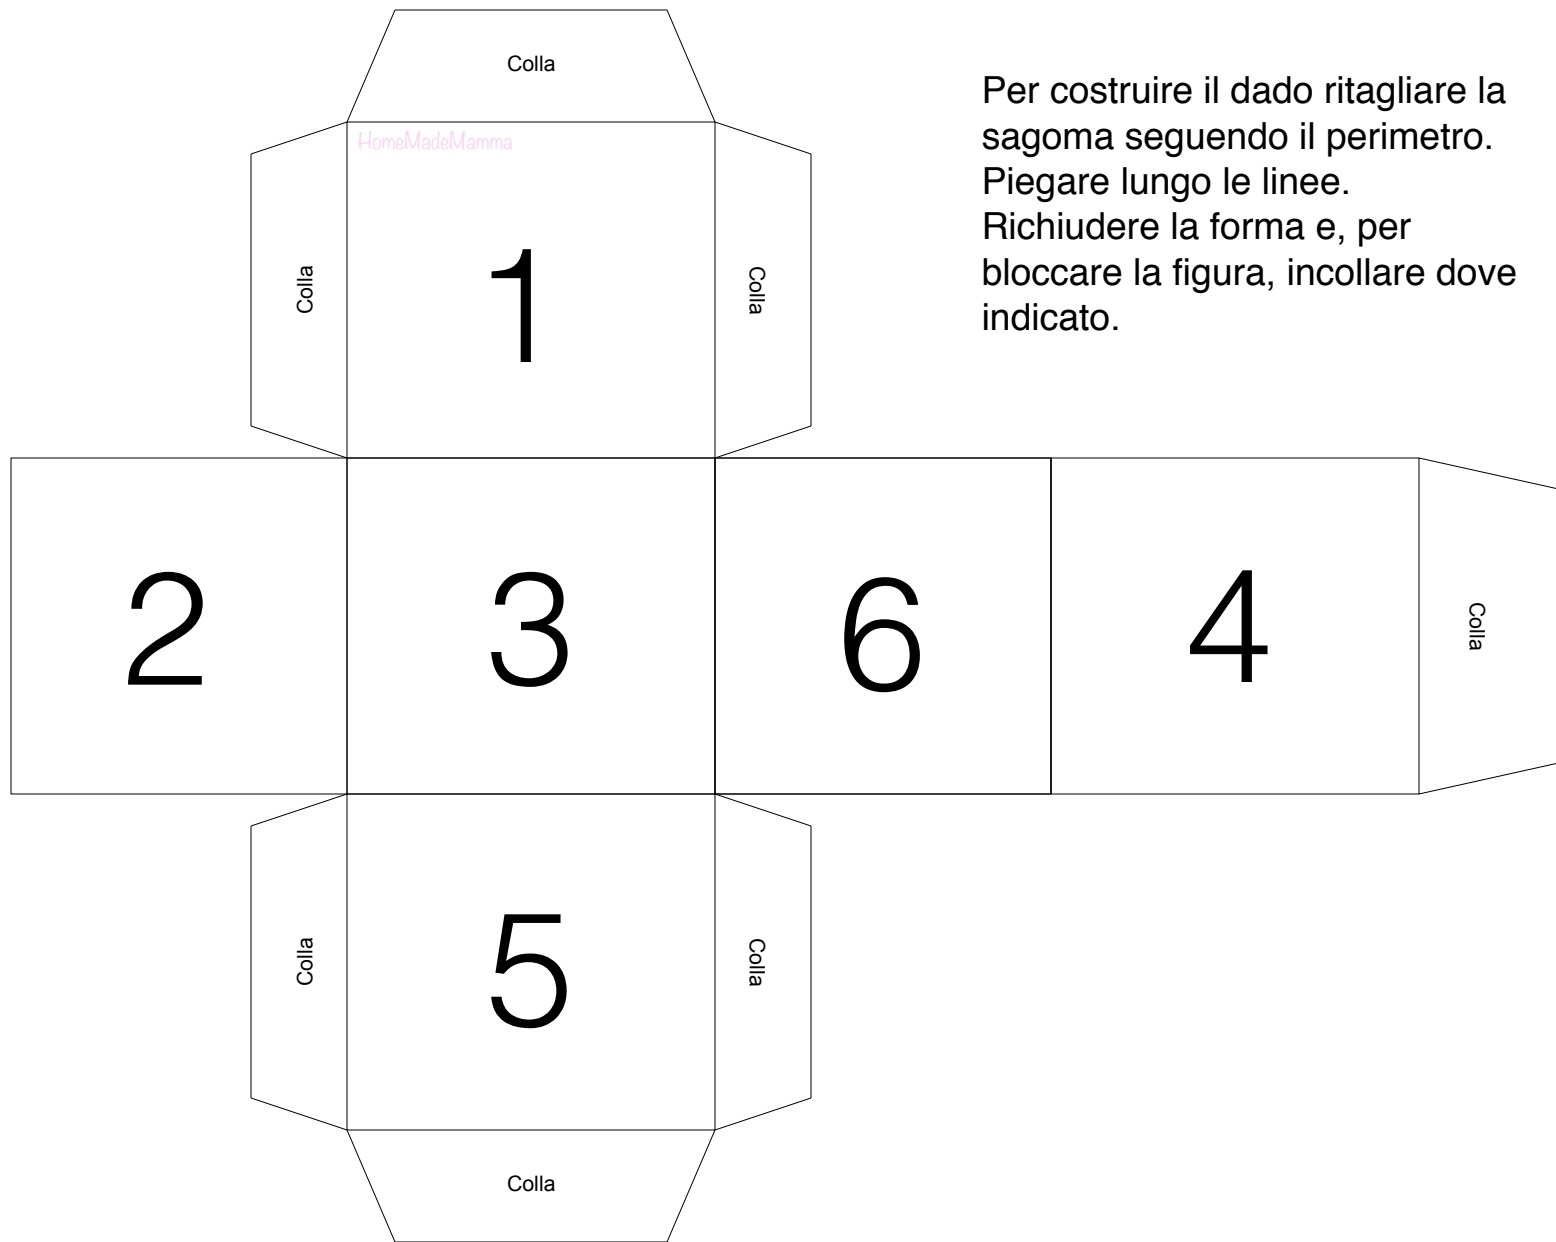 Colla
Per costruire il dado ritagliare la
sagoma seguendo il perimetro.
Piegare lungo le linee.
Richiudere la forma e, per
bloccare la figura, incollare dove
indicato.
HomeMadeMamma
Colla
1
Colla
2
3
6
4
Colla
Colla
5
Colla
Colla